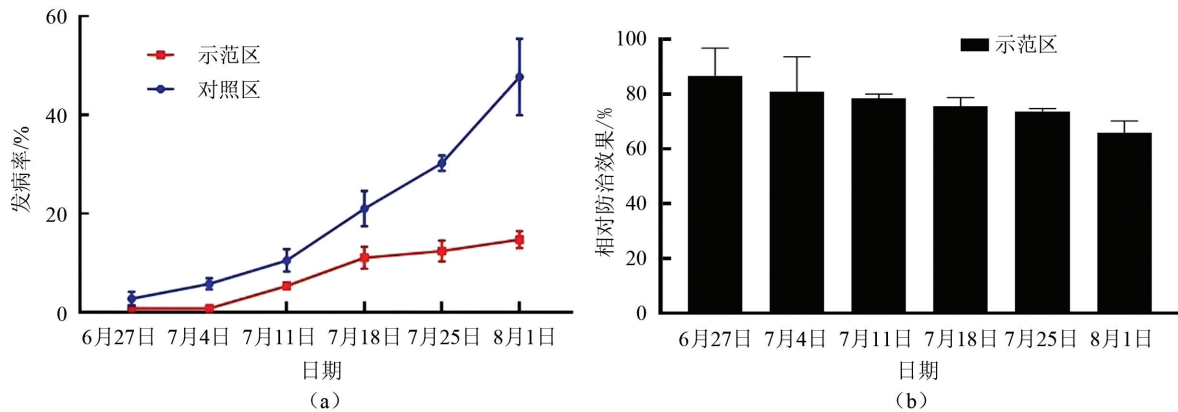 60
40
20
0
发病率/%
示范区
对照区
6月27日 7月4日 7月11日 7月18日 7月25日 8月1日
日期
(a)
100
80
60
40
20
0
相对防治效果/%
示范区
6月27日 7月4日 7月11日 7月18日 7月25日 8月1日
日期
(b)